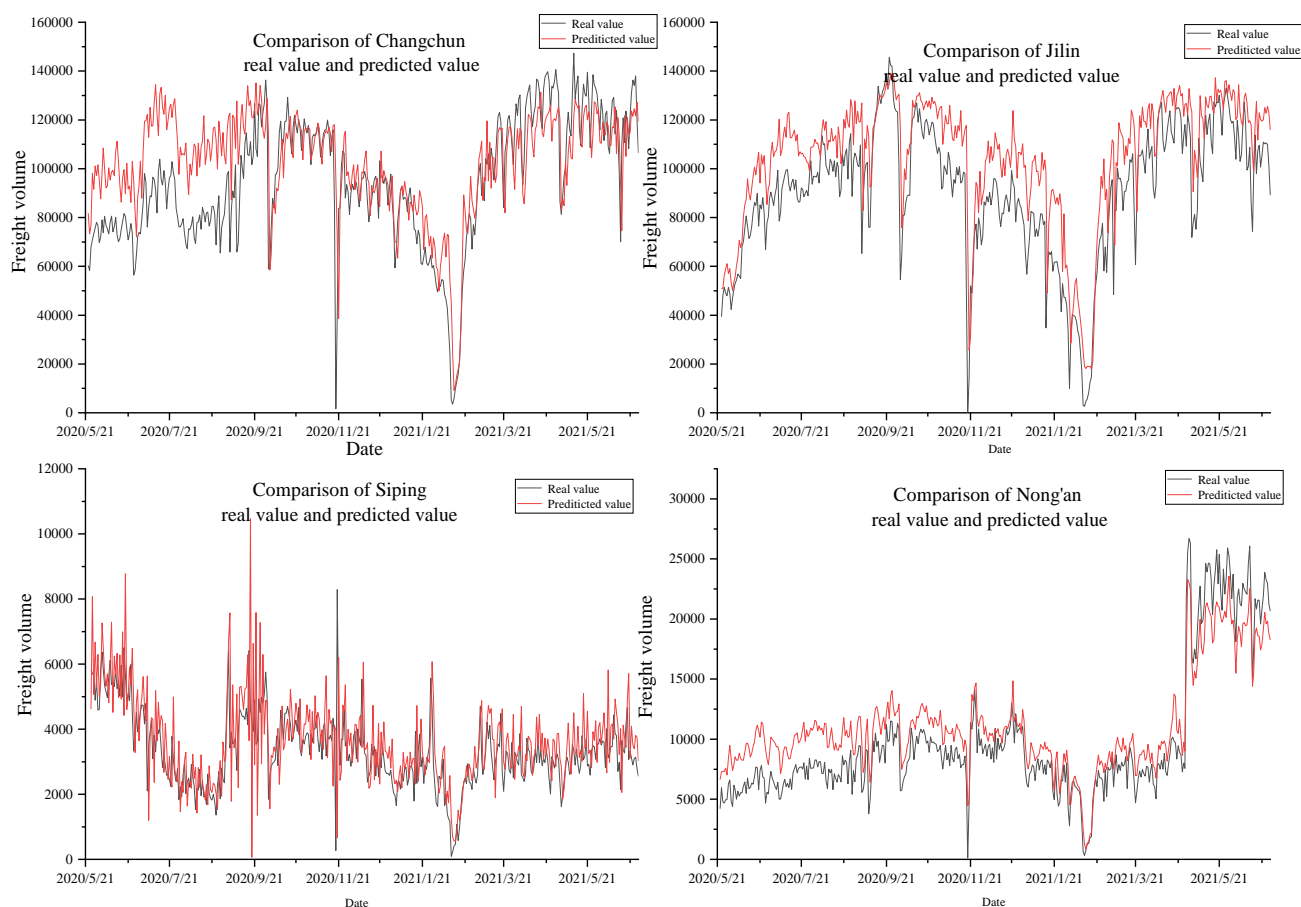 Comparison of Changchun
real value and predicted value
Real value
Prediticted value
160000
140000
120000
100000
80000
60000
40000
20000
0
Freight volume
2020/5/21 2020/7/21 2020/9/21 2020/11/21 2021/1/21 2021/3/21 2021/5/21
Date
Comparison of Jilin
real value and predicted value
Real value
Prediticted value
160000
140000
120000
100000
80000
60000
40000
20000
0
Freight volume
2020/5/21 2020/7/21 2020/9/21 2020/11/21 2021/1/21 2021/3/21 2021/5/21
Date
Comparison of Siping
real value and predicted value
Real value
Prediticted value
12000
10000
8000
6000
4000
2000
0
Freight volume
2020/5/21 2020/7/21 2020/9/21 2020/11/21 2021/1/21 2021/3/21 2021/5/21
Date
Comparison of Nong'an
real value and predicted value
Real value
Prediticted value
30000
25000
20000
15000
10000
5000
0
Freight volume
2020/5/21 2020/7/21 2020/9/21 2020/11/21 2021/1/21 2021/3/21 2021/5/21
Date